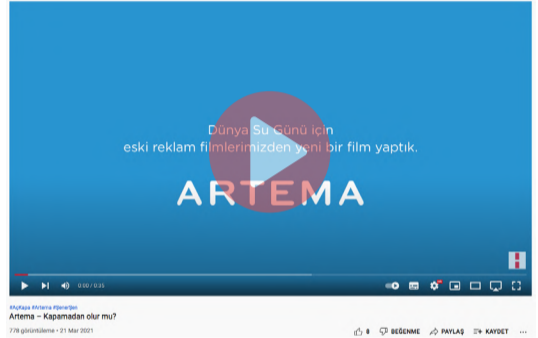 Dünya Su Günü için
eski reklam filmlerimizden yeni bir film yaptık.
ARTEMA
0:00 / 0:35
#AçKapa #Artema #ŞenerŞen
Artema – Kapamadan olur mu?
778 görüntüleme • 21 Mar 2021
8
BEĞENME
PAYLAŞ
KAYDET